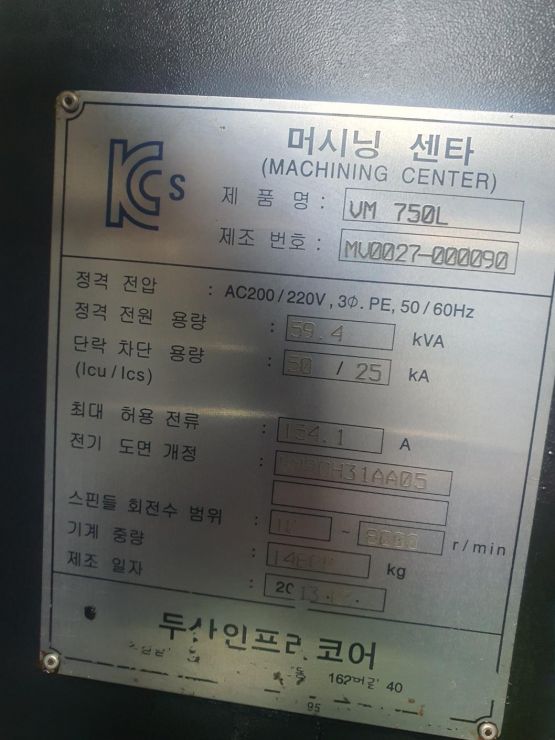 KCs
머시닝 센타
(MACHINING CENTER)
제 품 명 : VM 750L
제조 번호 : MV0027-000090
정격 전압 : AC200/220V, 3Φ. PE, 50/60Hz
정격 전원 용량 : 59.4 kVA
단락 차단 용량 : 50 / 25 kA
(Icu/Ics)
최대 허용 전류 : 154.1 A
전기 도면 개정 :
스핀들 회전수 범위 : - 8000 r/min
기계 중량 : kg
제조 일자 : 2013
두산인프라코어
40